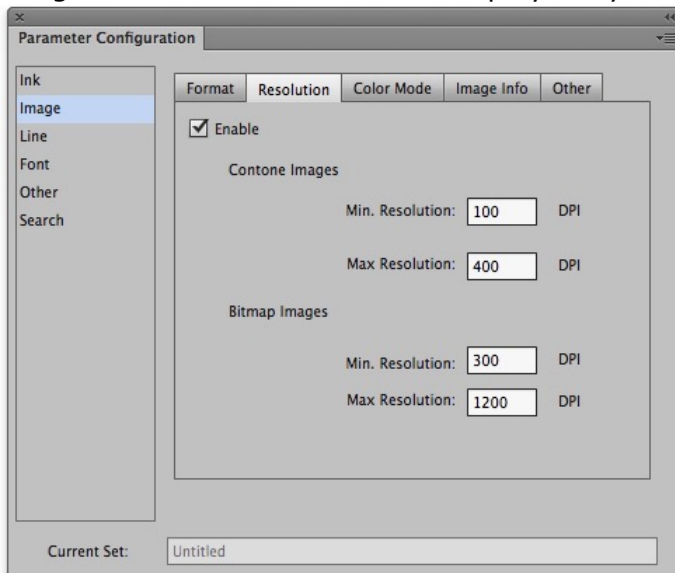 Parameter Configuration
Ink
Image
Line
Font
Other
Search
Format Resolution Color Mode Image Info Other
Enable
Contone Images
Min. Resolution: 100 DPI
Max Resolution: 400 DPI
Bitmap Images
Min. Resolution: 300 DPI
Max Resolution: 1200 DPI
Current Set: Untitled